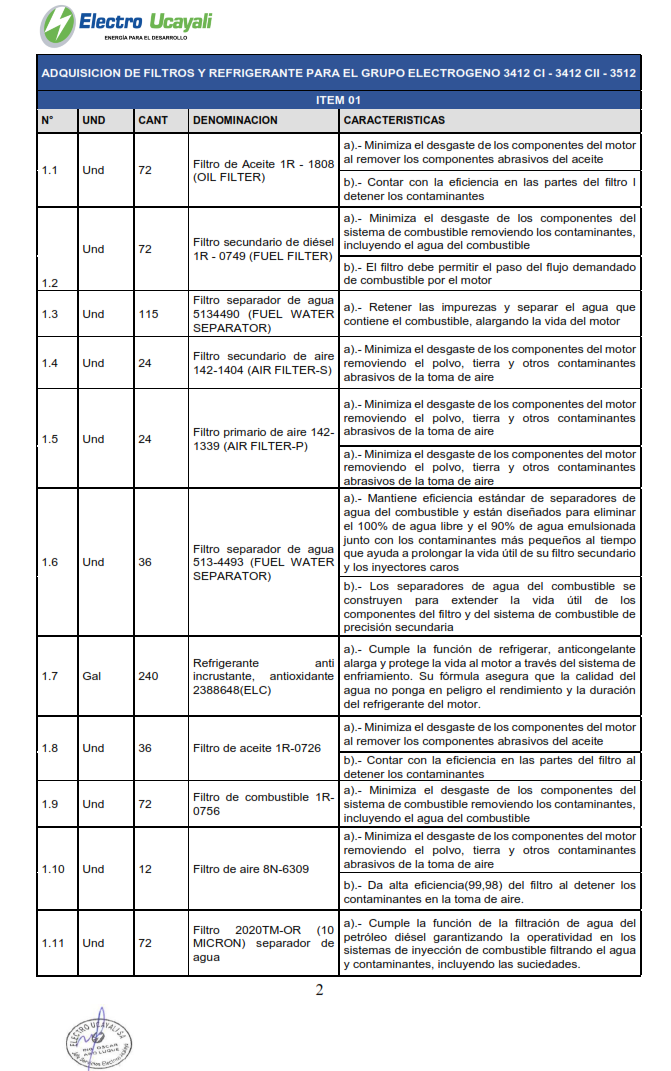 Electro Ucayali
ENERGÍA PARA EL DESARROLLO
ADQUISICION DE FILTROS Y REFRIGERANTE PARA EL GRUPO ELECTROGENO 3412 CI - 3412 CII - 3512
ITEM 01
N° UND CANT DENOMINACION CARACTERISTICAS
1.1 Und 72
Filtro de Aceite 1R - 1808
(OIL FILTER)
a).- Minimiza el desgaste de los componentes del motor
al remover los componentes abrasivos del aceite
b).- Contar con la eficiencia en las partes del filtro l
detener los contaminantes
1.2 Und 72
Filtro secundario de diésel
1R - 0749 (FUEL FILTER)
a).- Minimiza el desgaste de los componentes del
sistema de combustible removiendo los contaminantes,
incluyendo el agua del combustible
b).- El filtro debe permitir el paso del flujo demandado
de combustible por el motor
1.3 Und 115
Filtro separador de agua
5134490 (FUEL WATER
SEPARATOR)
a).- Retener las impurezas y separar el agua que
contiene el combustible, alargando la vida del motor
1.4 Und 24
Filtro secundario de aire
142-1404 (AIR FILTER-S)
a).- Minimiza el desgaste de los componentes del motor
removiendo el polvo, tierra y otros contaminantes
abrasivos de la toma de aire
1.5 Und 24
Filtro primario de aire 142-
1339 (AIR FILTER-P)
a).- Minimiza el desgaste de los componentes del motor
removiendo el polvo, tierra y otros contaminantes
abrasivos de la toma de aire
a).- Minimiza el desgaste de los componentes del motor
removiendo el polvo, tierra y otros contaminantes
abrasivos de la toma de aire
1.6 Und 36
Filtro separador de agua
513-4493 (FUEL WATER
SEPARATOR)
a).- Mantiene eficiencia estándar de separadores de
agua del combustible y están diseñados para eliminar
el 100% de agua libre y el 90% de agua emulsionada
junto con los contaminantes más pequeños al tiempo
que ayuda a prolongar la vida útil de su filtro secundario
y los inyectores caros
b).- Los separadores de agua del combustible se
construyen para extender la vida útil de los
componentes del filtro y del sistema de combustible de
precisión secundaria
1.7 Gal 240
Refrigerante anti
incrustante, antioxidante
2388648(ELC)
a).- Cumple la función de refrigerar, anticongelante
alarga y protege la vida al motor a través del sistema de
enfriamiento. Su fórmula asegura que la calidad del
agua no ponga en peligro el rendimiento y la duración
del refrigerante del motor.
1.8 Und 36
Filtro de aceite 1R-0726
a).- Minimiza el desgaste de los componentes del motor
al remover los componentes abrasivos del aceite
b).- Contar con la eficiencia en las partes del filtro al
detener los contaminantes
1.9 Und 72
Filtro de combustible 1R-
0756
a).- Minimiza el desgaste de los componentes del
sistema de combustible removiendo los contaminantes,
incluyendo el agua del combustible
1.10 Und 12
Filtro de aire 8N-6309
a).- Minimiza el desgaste de los componentes del motor
removiendo el polvo, tierra y otros contaminantes
abrasivos de la toma de aire
b).- Da alta eficiencia(99,98) del filtro al detener los
contaminantes en la toma de aire.
1.11 Und 72
Filtro 2020TM-OR (10
MICRON) separador de
agua
a).- Cumple la función de la filtración de agua del
petróleo diésel garantizando la operatividad en los
sistemas de inyección de combustible filtrando el agua
y contaminantes, incluyendo las suciedades.
2
ELECTRO UCAYALI S.A.
ING. OSCAR
LUQUE